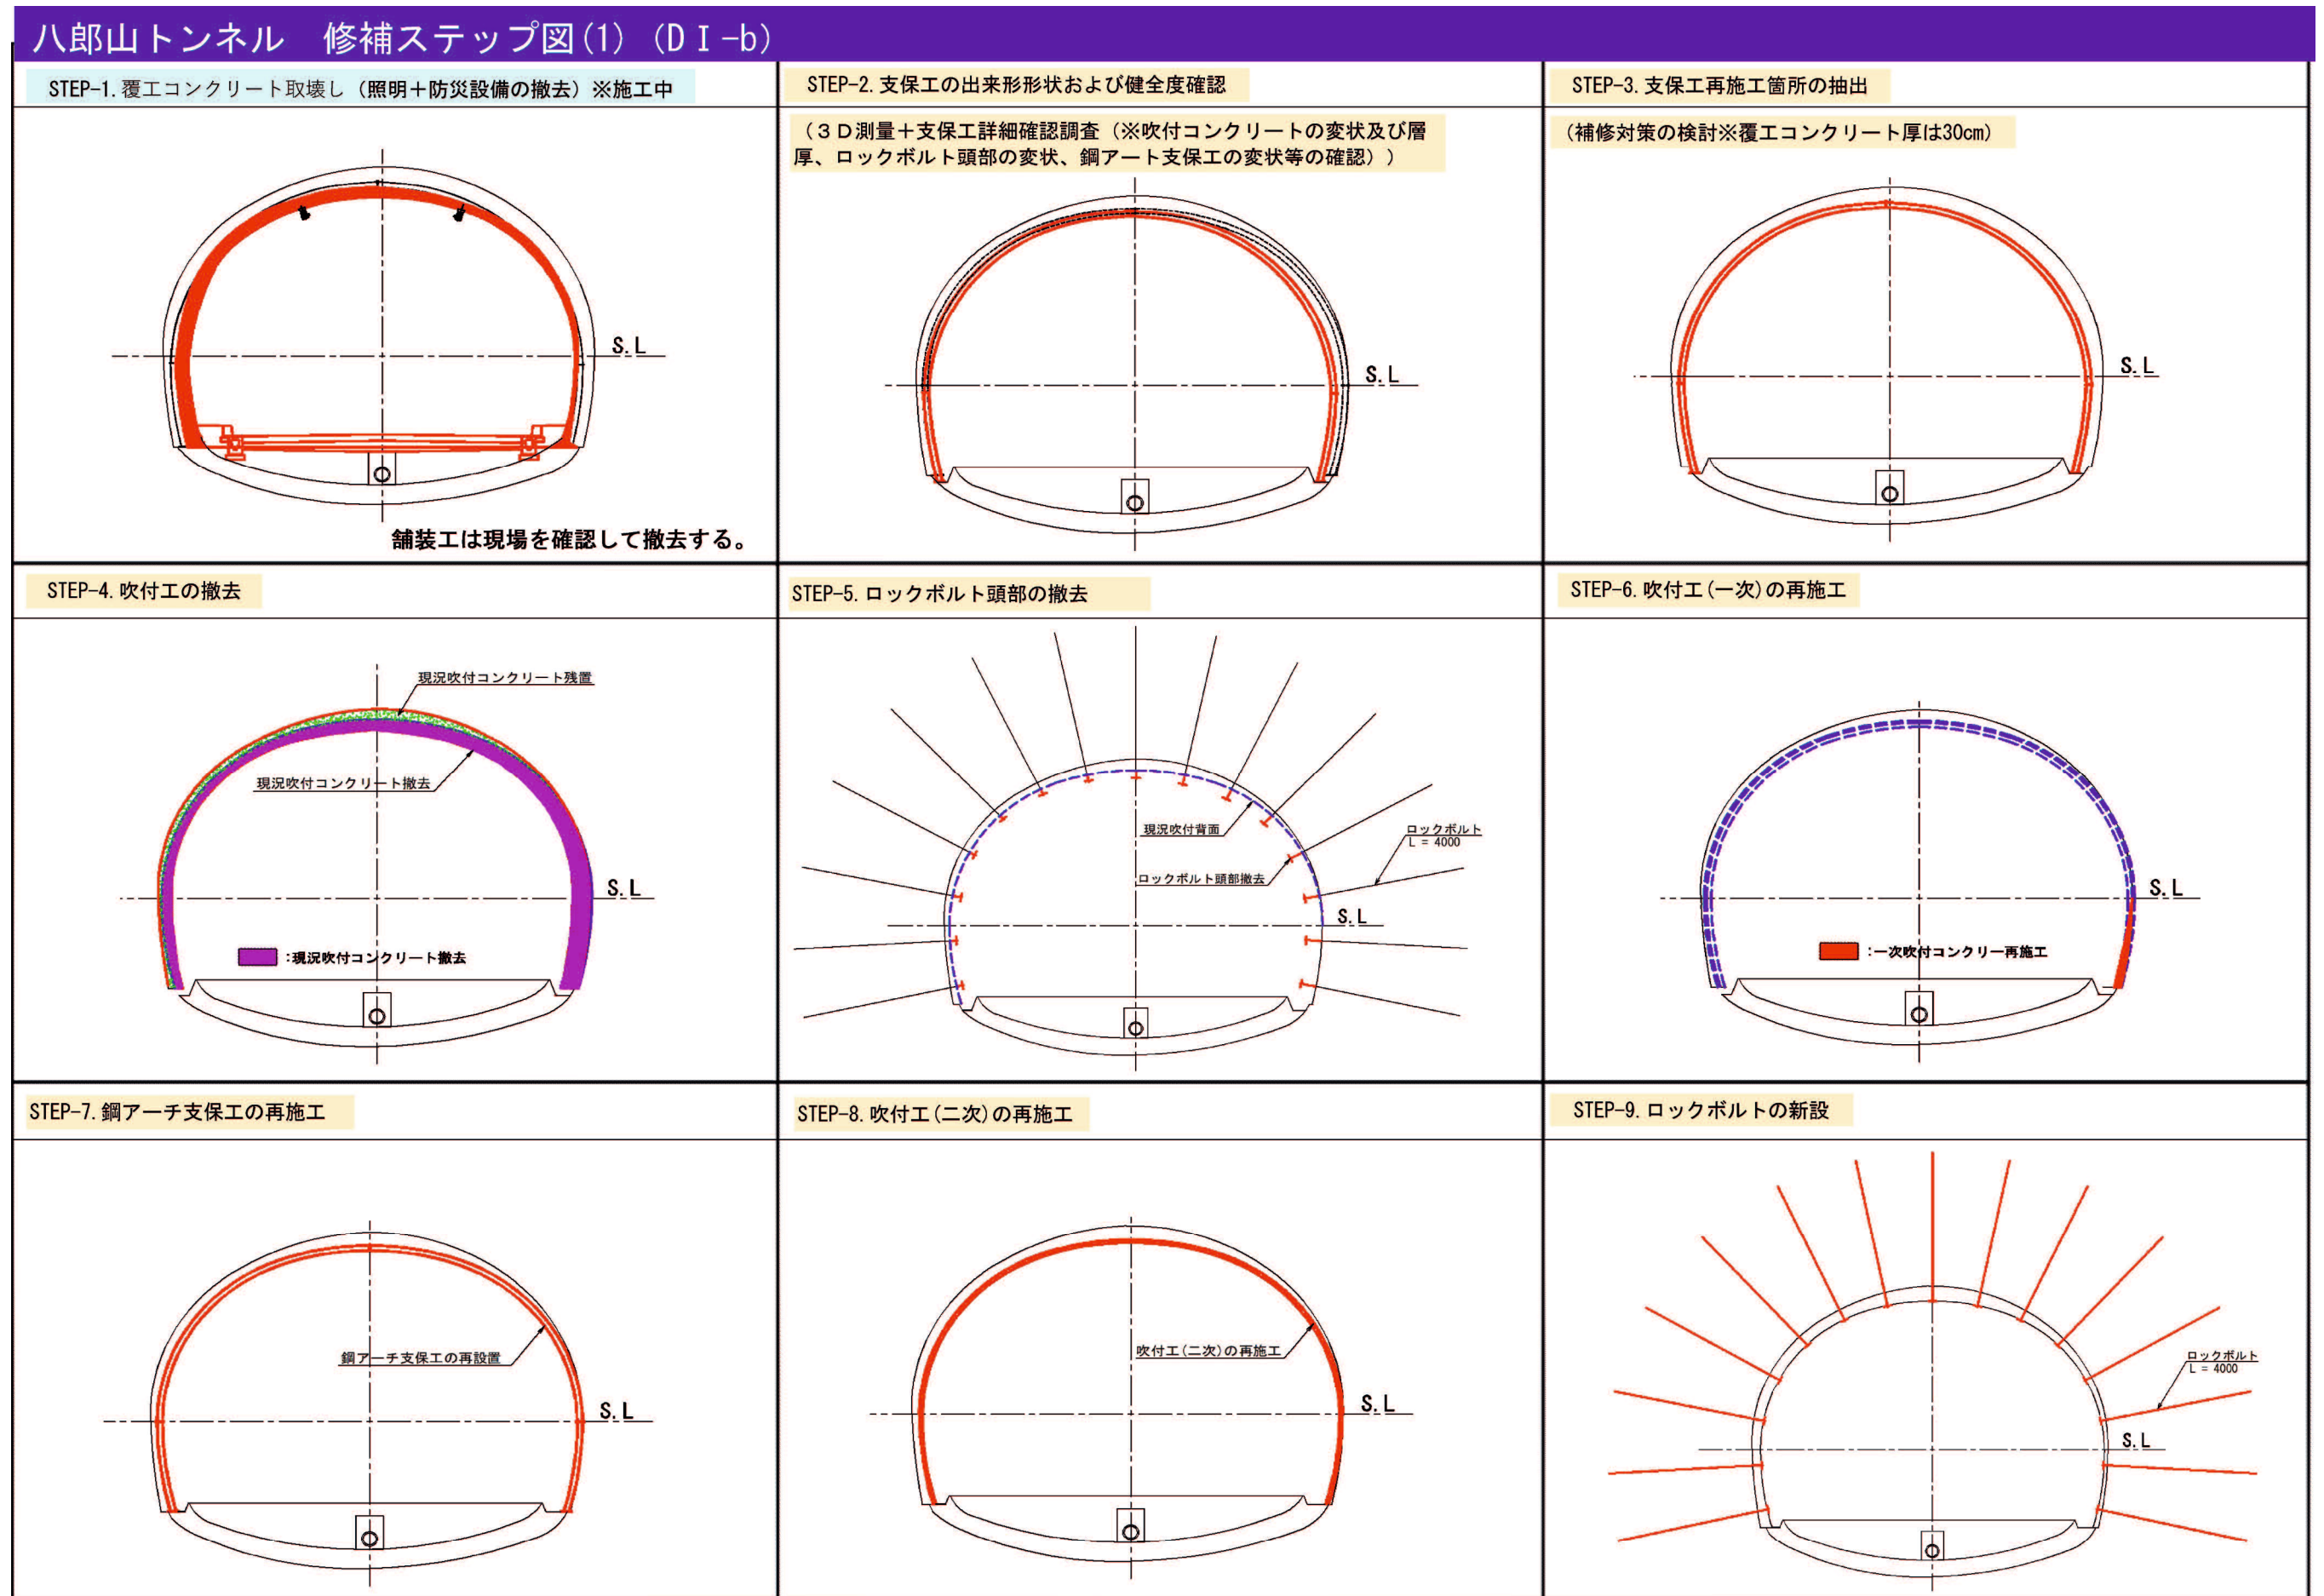 八郎山トンネル　修補ステップ図(1)（DⅠ-b）
STEP-1. 覆工コンクリート取壊し（照明＋防災設備の撤去）※施工中
S.L
舗装工は現場を確認して撤去する。
STEP-2. 支保工の出来形形状および健全度確認
（３Ｄ測量＋支保工詳細確認調査（※吹付コンクリートの変状及び層
厚、ロックボルト頭部の変状、鋼アート支保工の変状等の確認））
S.L
STEP-3. 支保工再施工箇所の抽出
（補修対策の検討※覆工コンクリート厚は30cm）
S.L
STEP-4. 吹付工の撤去
現況吹付コンクリート残置
現況吹付コンクリート撤去
S.L
：現況吹付コンクリート撤去
STEP-5. ロックボルト頭部の撤去
現況吹付背面
ロックボルト
L = 4000
ロックボルト頭部撤去
S.L
STEP-6. 吹付工(一次)の再施工
S.L
：一次吹付コンクリー再施工
STEP-7. 鋼アーチ支保工の再施工
鋼アーチ支保工の再設置
S.L
STEP-8. 吹付工(二次)の再施工
吹付工(二次)の再施工
S.L
STEP-9. ロックボルトの新設
ロックボルト
L = 4000
S.L